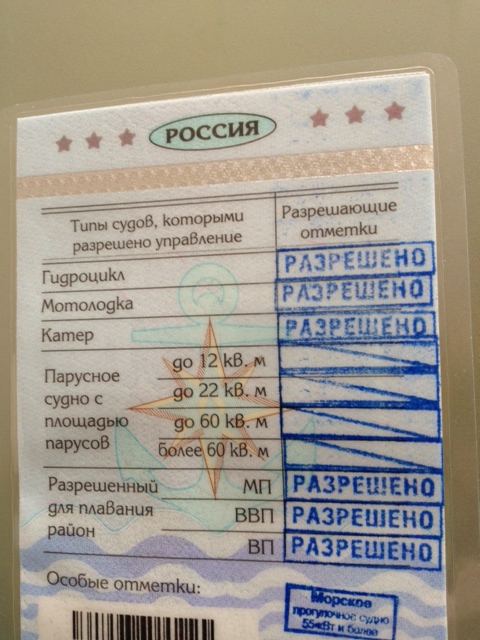 РОССИЯ
Типы судов, которыми
разрешено управление
Разрешающие
отметки
Гидроцикл РАЗРЕШЕНО
Мотолодка РАЗРЕШЕНО
Катер РАЗРЕШЕНО
Парусное
судно с
площадью
парусов
до 12 кв. м
до 22 кв. м
до 60 кв. м
более 60 кв. м
Разрешенный
для плавания
район
МП РАЗРЕШЕНО
ВВП РАЗРЕШЕНО
ВП РАЗРЕШЕНО
Особые отметки:
Морское
прогулочное судно
55кВт и более